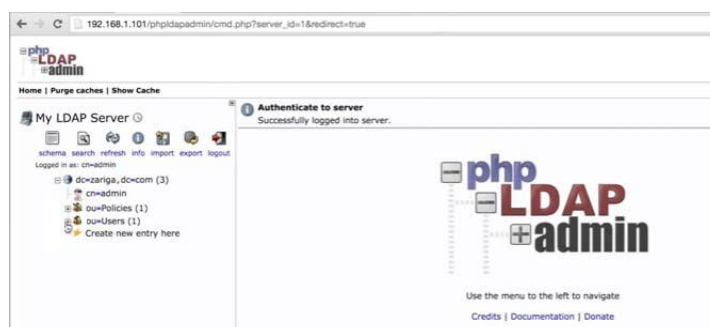 192.168.1.101/phpldapadmin/cmd.php?server_id=1&redirect=true
php
LDAP
admin
Home | Purge caches | Show Cache
My LDAP Server
schema search refresh info import export logout
Logged in as: cn=admin
dc=zariga,dc=com (3)
cn=admin
ou=Policies (1)
ou=Users (1)
Create new entry here
Authenticate to server
Successfully logged into server.
php
LDAP
admin
Use the menu to the left to navigate
Credits | Documentation | Donate